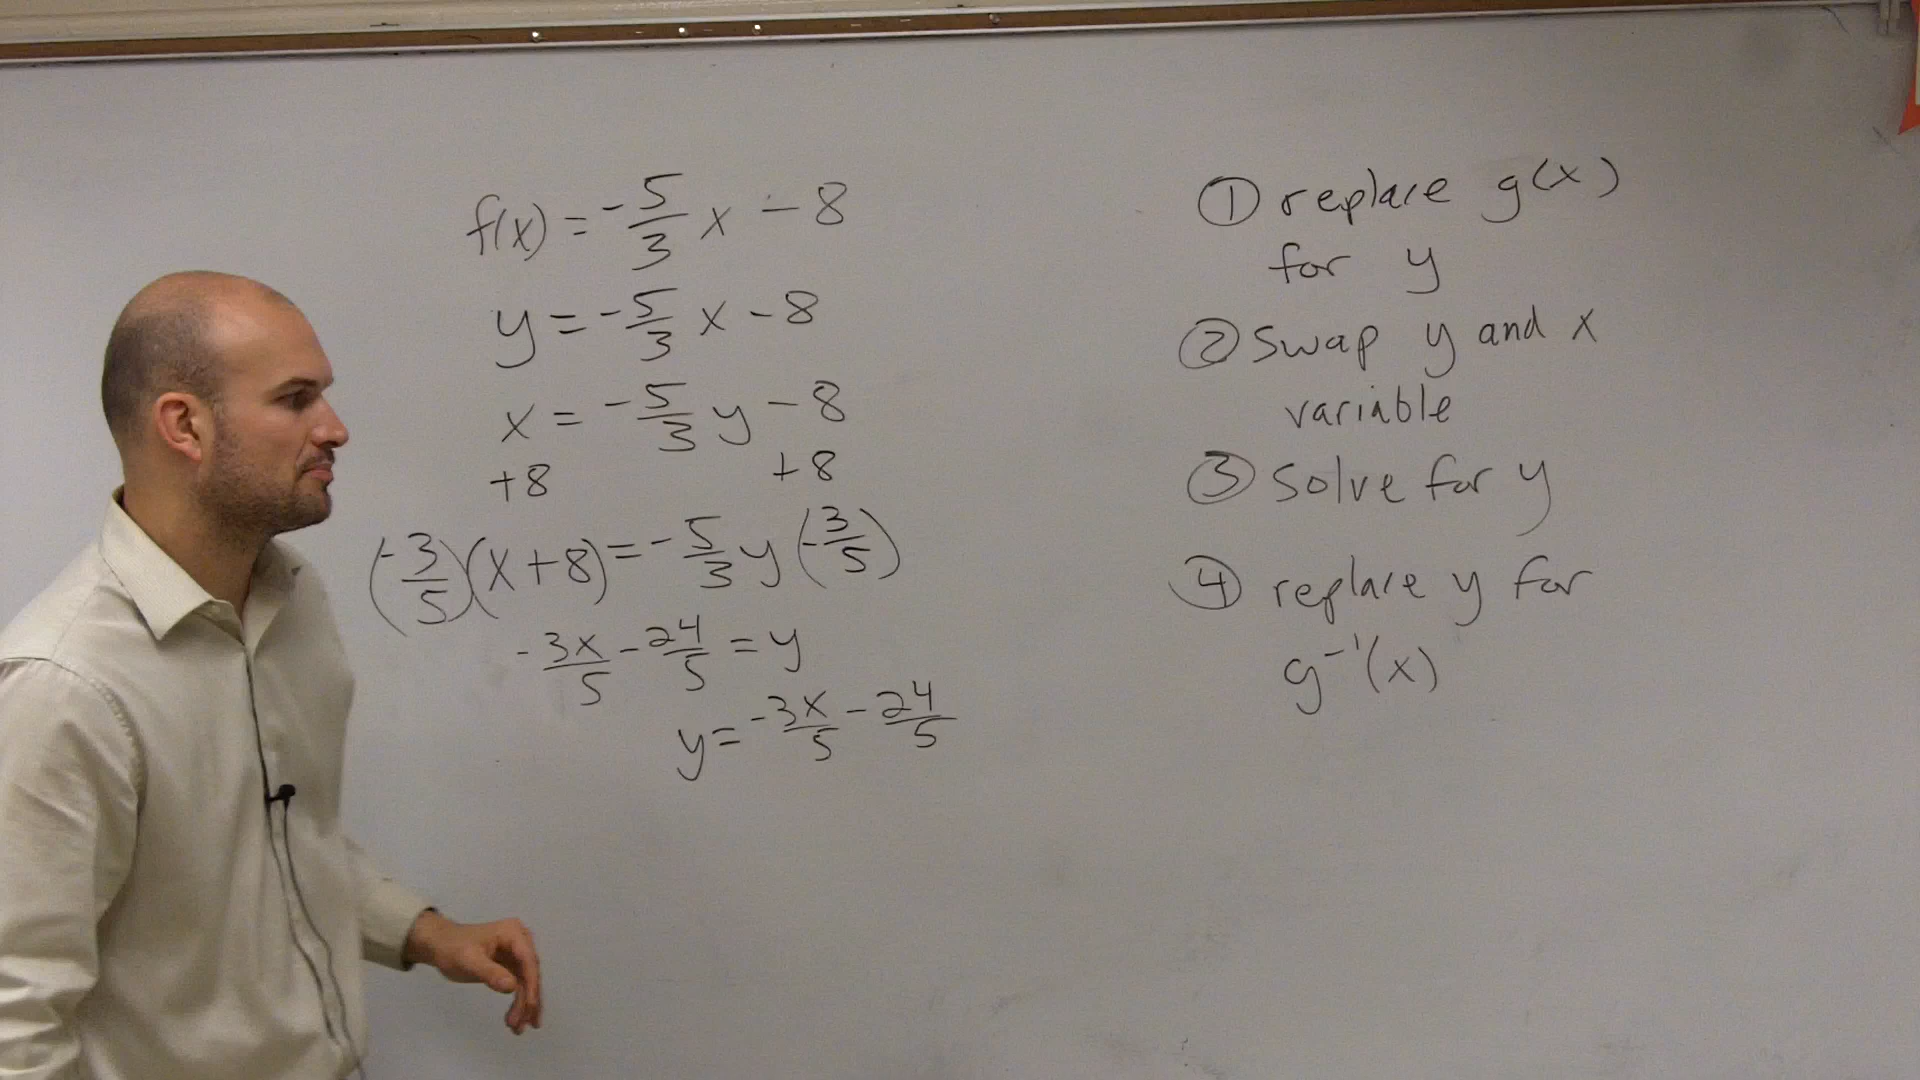 f(x) = -5/3 x - 8
y = -5/3 x - 8
x = -5/3 y - 8
+8 +8
(-3/5)(x+8) = -5/3 y (-3/5)
-3x/5 - 24/5 = y
y = -3x/5 - 24/5
① replace g(x)
for y
② Swap y and x
variable
③ Solve for y
④ replace y for
g⁻¹(x)